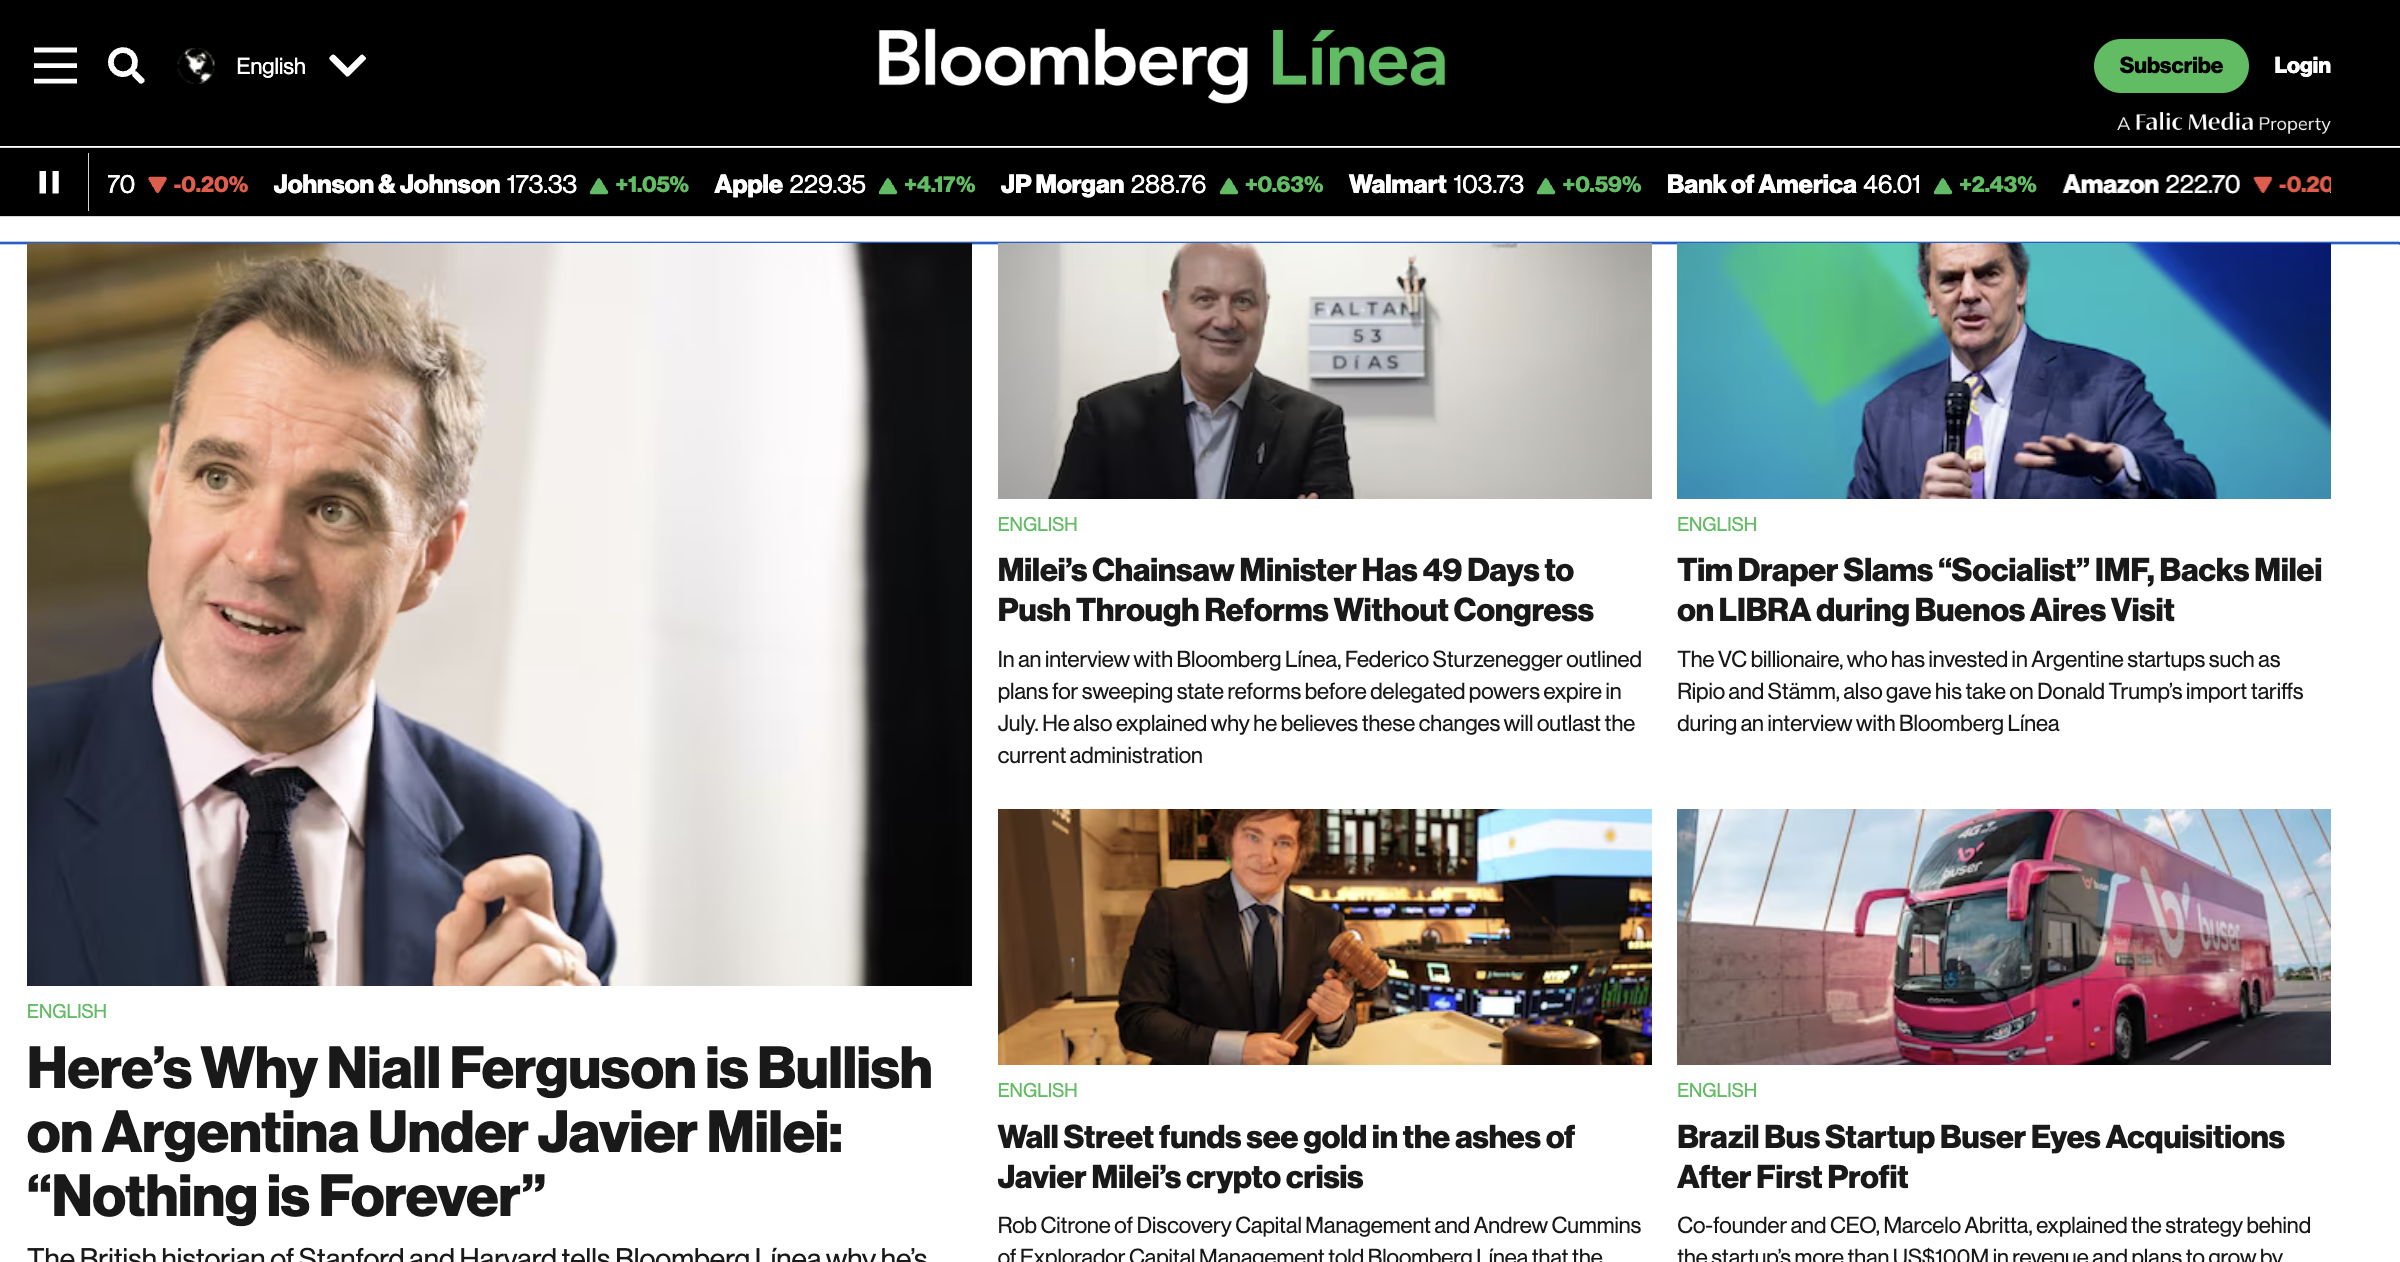 English
Bloomberg Línea
Subscribe
Login
A Falic Media Property
70 -0.20% Johnson & Johnson 173.33 +1.05% Apple 229.35 +4.17% JP Morgan 288.76 +0.63% Walmart 103.73 +0.59% Bank of America 46.01 +2.43% Amazon 222.70 -0.20
ENGLISH
Here’s Why Niall Ferguson is Bullish
on Argentina Under Javier Milei:
“Nothing is Forever”
The British historian of Stanford and Harvard tells Bloomberg Línea why he’s
FALTAN
53
DÍAS
ENGLISH
Milei’s Chainsaw Minister Has 49 Days to
Push Through Reforms Without Congress
In an interview with Bloomberg Línea, Federico Sturzenegger outlined
plans for sweeping state reforms before delegated powers expire in
July. He also explained why he believes these changes will outlast the
current administration
ENGLISH
Tim Draper Slams “Socialist” IMF, Backs Milei
on LIBRA during Buenos Aires Visit
The VC billionaire, who has invested in Argentine startups such as
Ripio and Stämm, also gave his take on Donald Trump’s import tariffs
during an interview with Bloomberg Línea
ENGLISH
Wall Street funds see gold in the ashes of
Javier Milei’s crypto crisis
Rob Citrone of Discovery Capital Management and Andrew Cummins
of Explorador Capital Management told Bloomberg Línea that the
4G
buser
buser
buser
ENGLISH
Brazil Bus Startup Buser Eyes Acquisitions
After First Profit
Co-founder and CEO, Marcelo Abritta, explained the strategy behind
the startup’s more than US$100M in revenue and plans to grow by